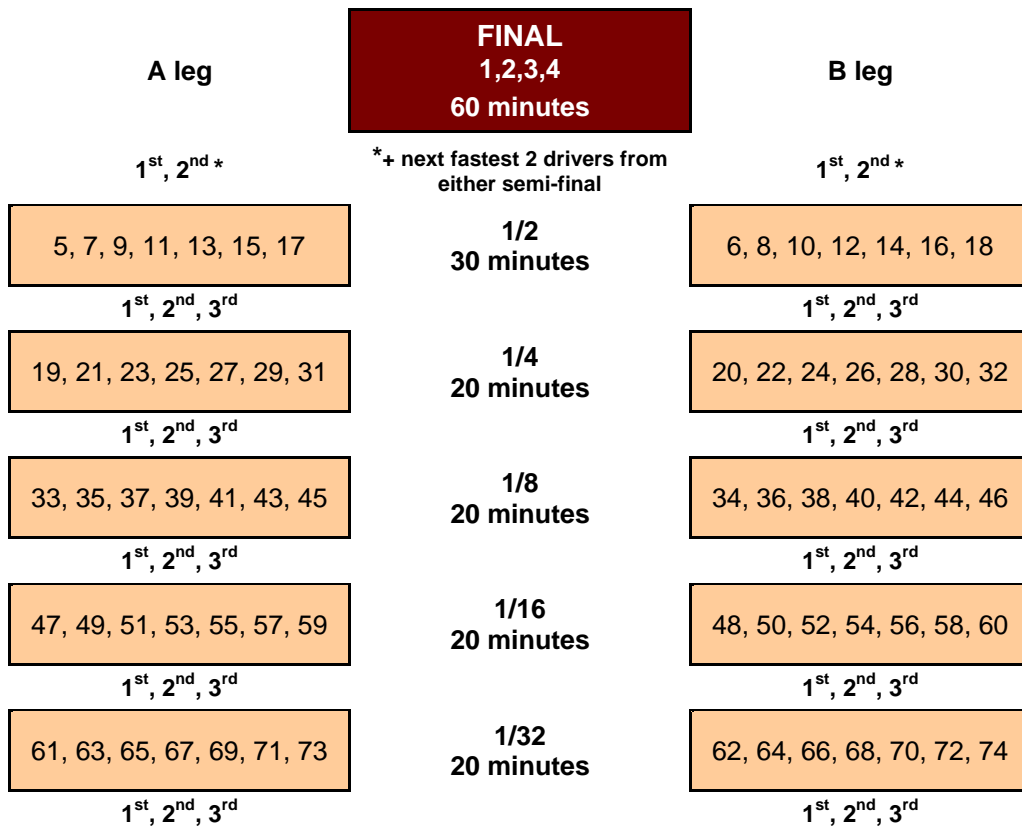 A leg
FINAL
1,2,3,4
60 minutes
B leg
1st, 2nd *
*+ next fastest 2 drivers from
either semi-final
1st, 2nd *
5, 7, 9, 11, 13, 15, 17
1/2
30 minutes
6, 8, 10, 12, 14, 16, 18
1st, 2nd, 3rd
1st, 2nd, 3rd
19, 21, 23, 25, 27, 29, 31
1/4
20 minutes
20, 22, 24, 26, 28, 30, 32
1st, 2nd, 3rd
1st, 2nd, 3rd
33, 35, 37, 39, 41, 43, 45
1/8
20 minutes
34, 36, 38, 40, 42, 44, 46
1st, 2nd, 3rd
1st, 2nd, 3rd
47, 49, 51, 53, 55, 57, 59
1/16
20 minutes
48, 50, 52, 54, 56, 58, 60
1st, 2nd, 3rd
1st, 2nd, 3rd
61, 63, 65, 67, 69, 71, 73
1/32
20 minutes
62, 64, 66, 68, 70, 72, 74
1st, 2nd, 3rd
1st, 2nd, 3rd